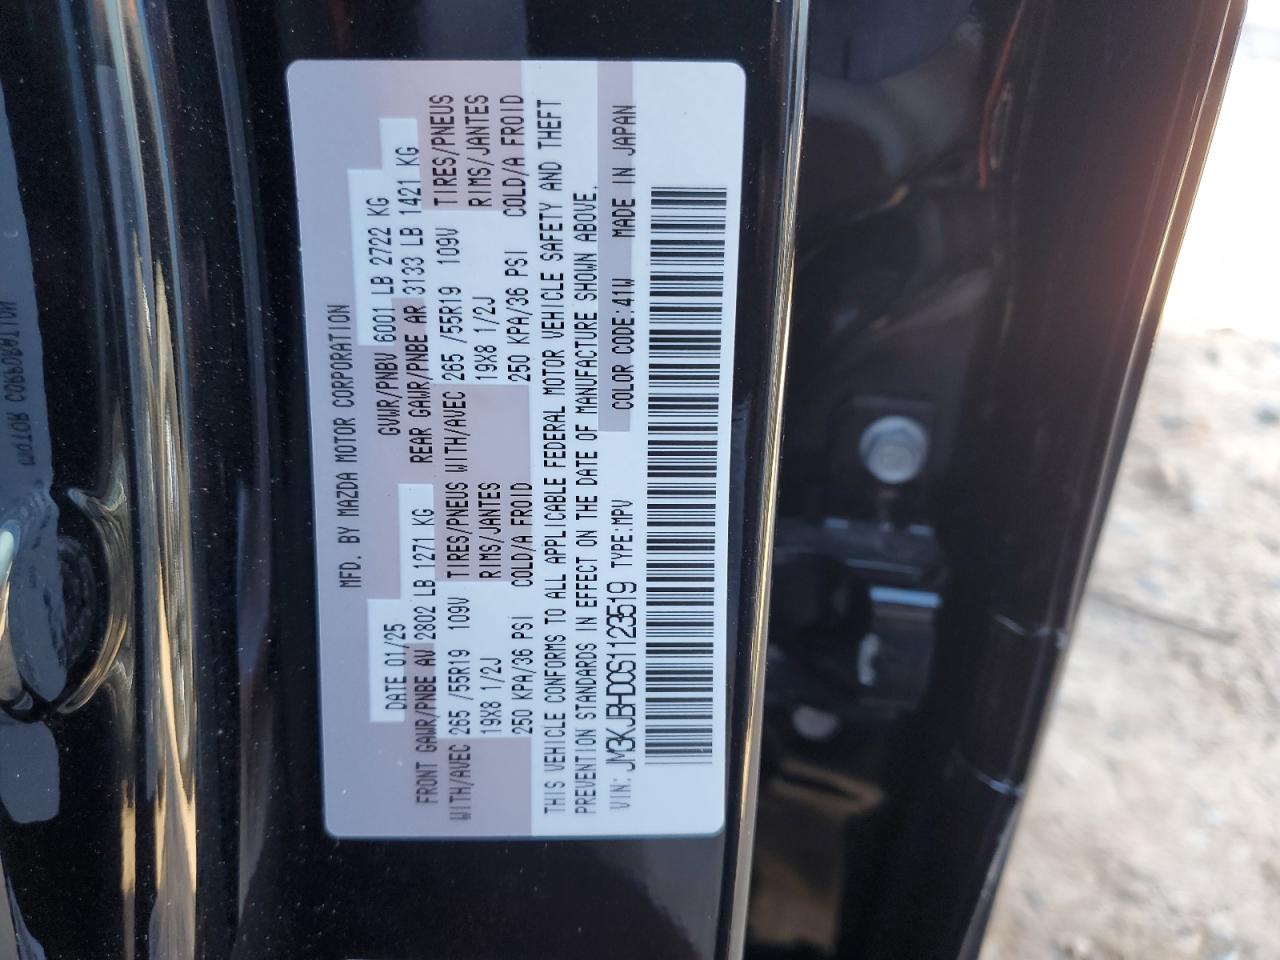 MFD. BY MAZDA MOTOR CORPORATION
DATE 01/25 GVWR/PNBV 6001 LB 2722 KG
FRONT GAWR/PNBE AV 2802 LB 1271 KG REAR GAWR/PNBE AR 3133 LB 1421 KG
WITH/AVEC 265 /55R19 109V TIRES/PNEUS WITH/AVEC 265 /55R19 109V TIRES/PNEUS
19X8 1/2J RIMS/JANTES 19X8 1/2J RIMS/JANTES
250 KPA/36 PSI COLD/A FROID 250 KPA/36 PSI COLD/A FROID
THIS VEHICLE CONFORMS TO ALL APPLICABLE FEDERAL MOTOR VEHICLE SAFETY AND THEFT
PREVENTION STANDARDS IN EFFECT ON THE DATE OF MANUFACTURE SHOWN ABOVE.
VIN: JM3KJBHD0S1123519 TYPE:MPV COLOR CODE:41W MADE IN JAPAN